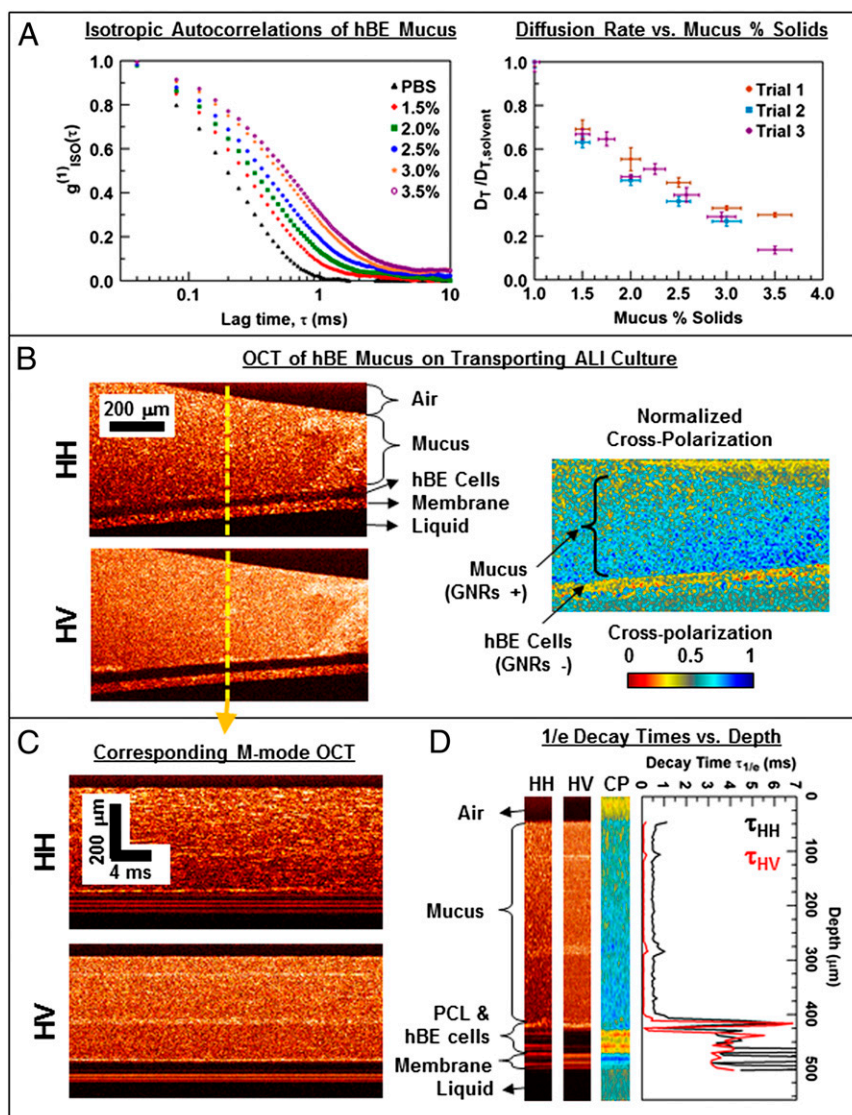 A
Isotropic Autocorrelations of hBE Mucus
g(1)ISO(τ)
1.0
0.8
0.6
0.4
0.2
0.0
0.1
1
10
Lag time, τ (ms)
PBS
1.5%
2.0%
2.5%
3.0%
3.5%
Diffusion Rate vs. Mucus % Solids
DT/DT,solvent
1.0
0.8
0.6
0.4
0.2
0.0
1.0
1.5
2.0
2.5
3.0
3.5
4.0
Mucus % Solids
Trial 1
Trial 2
Trial 3
B
OCT of hBE Mucus on Transporting ALI Culture
HH
200 μm
HV
Air
Mucus
hBE Cells
Membrane
Liquid
Normalized
Cross-Polarization
Mucus
(GNRs +)
hBE Cells
(GNRs -)
Cross-polarization
0
0.5
1
C
Corresponding M-mode OCT
HH
200 μm
4 ms
HV
D
1/e Decay Times vs. Depth
Decay Time τ1/e (ms)
HH
HV
CP
0
1
2
3
4
5
6
7
Air
Mucus
PCL &
hBE cells
Membrane
Liquid
τHH
τHV
0
100
200
300
400
500
Depth (μm)